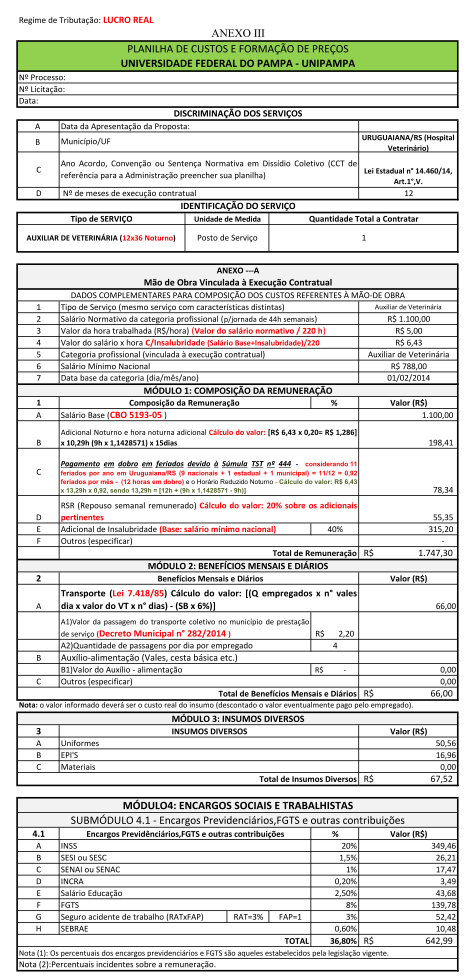 Regime de Tributação: LUCRO REAL
ANEXO III
PLANILHA DE CUSTOS E FORMAÇÃO DE PREÇOS
UNIVERSIDADE FEDERAL DO PAMPA - UNIPAMPA
Nº Processo:
Nº Licitação:
Data:
DISCRIMINAÇÃO DOS SERVIÇOS
A Data da Apresentação da Proposta:
B Município/UF URUGUAIANA/RS (Hospital Veterinário)
C Ano Acordo, Convenção ou Sentença Normativa em Dissídio Coletivo (CCT de
referência para a Administração preencher sua planilha) Lei Estadual n° 14.460/14, Art.1°,V.
D Nº de meses de execução contratual 12
IDENTIFICAÇÃO DO SERVIÇO
Tipo de SERVIÇO Unidade de Medida Quantidade Total a Contratar
AUXILIAR DE VETERINÁRIA (12x36 Noturno) Posto de Serviço 1
ANEXO ---A
Mão de Obra Vinculada à Execução Contratual
DADOS COMPLEMENTARES PARA COMPOSIÇÃO DOS CUSTOS REFERENTES À MÃO-DE OBRA
1 Tipo de Serviço (mesmo serviço com características distintas) Auxiliar de Veterinária
2 Salário Normativo da categoria profissional (p/jornada de 44h semanais) R$ 1.100,00
3 Valor da hora trabalhada (R$/hora) (Valor do salário normativo / 220 h) R$ 5,00
4 Valor do salário x hora C/Insalubridade (Salário Base+Insalubridade)/220 R$ 6,43
5 Categoria profissional (vinculada à execução contratual) Auxiliar de Veterinária
6 Salário Mínimo Nacional R$ 788,00
7 Data base da categoria (dia/mês/ano) 01/02/2014
MÓDULO 1: COMPOSIÇÃO DA REMUNERAÇÃO
1 Composição da Remuneração % Valor (R$)
A Salário Base (CBO 5193-05 ) 1.100,00
B Adicional Noturno e hora noturna adicional Cálculo do valor: [R$ 6,43 x 0,20= R$ 1,286]
x 10,29h (9h x 1,1428571) x 15dias 198,41
C Pagamento em dobro em feriados devido à Súmula TST nº 444 - considerando 11
feriados por ano em Uruguaiana/RS (9 nacionais + 1 estadual + 1 municipal) = 11/12 = 0,92
feriados por mês - (12 horas em dobro) e o Horário Reduzido Noturno - Cálculo do valor: R$ 6,43
x 13,29h x 0,92, sendo 13,29h = [12h + (9h x 1,1428571 - 9h)] 78,34
D RSR (Repouso semanal remunerado) Cálculo do valor: 20% sobre os adicionais
pertinentes 55,35
E Adicional de Insalubridade (Base: salário mínimo nacional) 40% 315,20
F Outros (especificar) -
Total de Remuneração R$ 1.747,30
MÓDULO 2: BENEFÍCIOS MENSAIS E DIÁRIOS
2 Benefícios Mensais e Diários Valor (R$)
A Transporte (Lei 7.418/85) Cálculo do valor: [(Q empregados x n° vales
dia x valor do VT x n° dias) - (SB x 6%)] 66,00
A1)Valor da passagem do transporte coletivo no município de prestação
de serviço (Decreto Municipal n° 282/2014 ) R$ 2,20
A2)Quantidade de passagens por dia por empregado 4
B Auxílio-alimentação (Vales, cesta básica etc.)
B1)Valor do Auxílio - alimentação R$ - 0,00
C Outros (especificar) 0,00
Total de Benefícios Mensais e Diários R$ 66,00
Nota: o valor informado deverá ser o custo real do insumo (descontado o valor eventualmente pago pelo empregado).
MÓDULO 3: INSUMOS DIVERSOS
3 INSUMOS DIVERSOS Valor (R$)
A Uniformes 50,56
B EPI'S 16,96
C Materiais 0,00
Total de Insumos Diversos R$ 67,52
MÓDULO4: ENCARGOS SOCIAIS E TRABALHISTAS
SUBMÓDULO 4.1 - Encargos Previdenciários,FGTS e outras contribuições
4.1 Encargos Previdênciários,FGTS e outras contribuições % Valor (R$)
A INSS 20% 349,46
B SESI ou SESC 1,5% 26,21
C SENAI ou SENAC 1% 17,47
D INCRA 0,20% 3,49
E Salário Educação 2,50% 43,68
F FGTS 8% 139,78
G Seguro acidente de trabalho (RATxFAP) RAT=3% FAP=1 3% 52,42
H SEBRAE 0,60% 10,48
TOTAL 36,80% R$ 642,99
Nota (1): Os percentuais dos encargos previdenciários e FGTS são aqueles estabelecidos pela legislação vigente.
Nota (2):Percentuais incidentes sobre a remuneração.